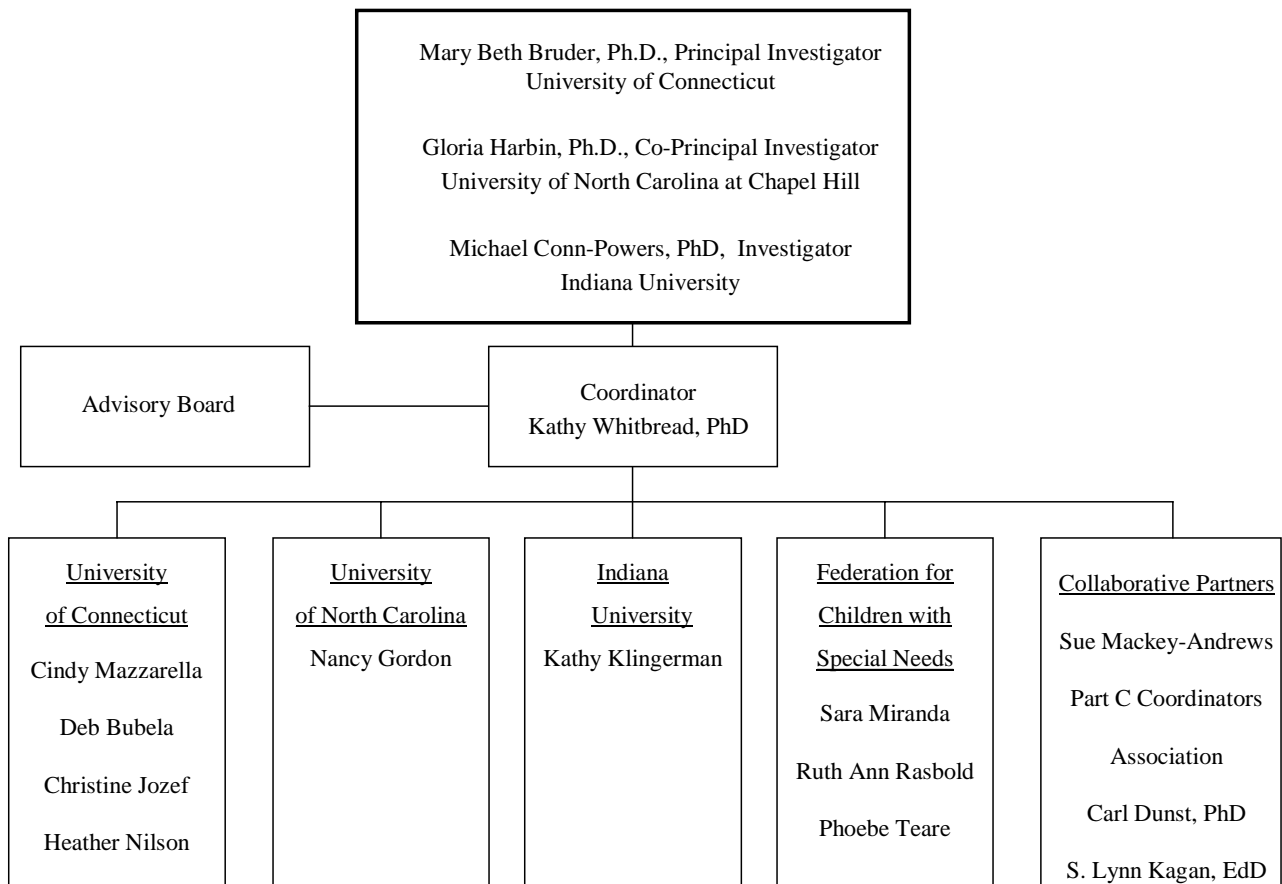 Mary Beth Bruder, Ph.D., Principal Investigator
University of Connecticut
Gloria Harbin, Ph.D., Co-Principal Investigator
University of North Carolina at Chapel Hill
Michael Conn-Powers, PhD, Investigator
Indiana University
Advisory Board
Coordinator
Kathy Whitbread, PhD
University
of Connecticut
Cindy Mazzarella
Deb Bubela
Christine Jozef
Heather Nilson
University
of North Carolina
Nancy Gordon
Indiana
University
Kathy Klingerman
Federation for
Children with
Special Needs
Sara Miranda
Ruth Ann Rasbold
Phoebe Teare
Collaborative Partners
Sue Mackey-Andrews
Part C Coordinators
Association
Carl Dunst, PhD
S. Lynn Kagan, EdD